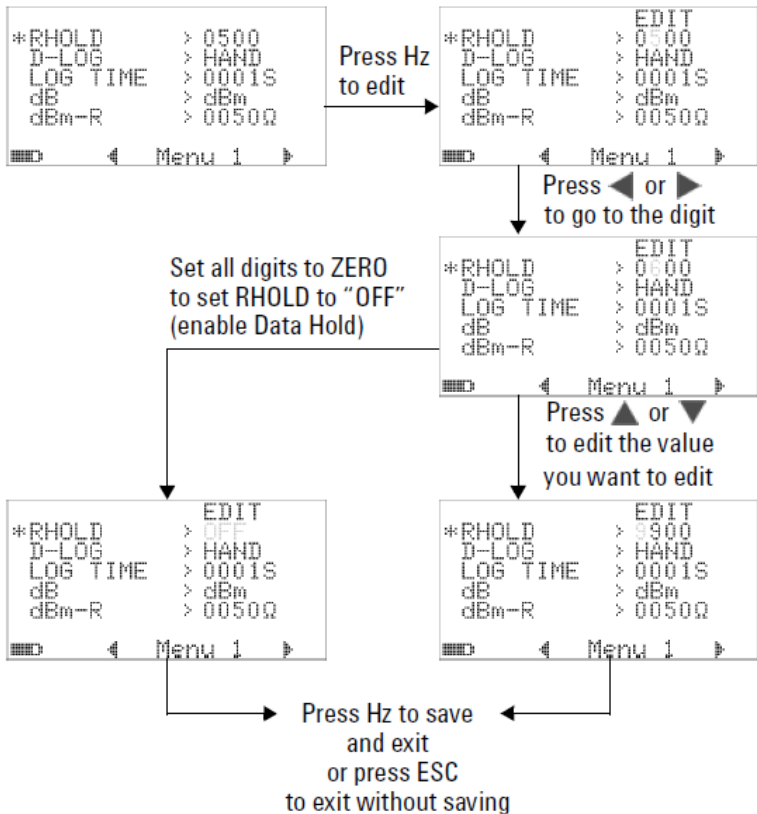 *RHOLD > 0500
D-LOG > HAND
LOG TIME > 0001S
dB > dBm
dBm-R > 0050Ω
Menu 1
Press Hz
to edit
EDIT
*RHOLD > 0500
D-LOG > HAND
LOG TIME > 0001S
dB > dBm
dBm-R > 0050Ω
Menu 1
Press ◀ or ▶
to go to the digit
EDIT
*RHOLD > 0600
D-LOG > HAND
LOG TIME > 0001S
dB > dBm
dBm-R > 0050Ω
Menu 1
Set all digits to ZERO
to set RHOLD to “OFF”
(enable Data Hold)
Press ▲ or ▼
to edit the value
you want to edit
EDIT
*RHOLD > OFF
D-LOG > HAND
LOG TIME > 0001S
dB > dBm
dBm-R > 0050Ω
Menu 1
EDIT
*RHOLD > 9900
D-LOG > HAND
LOG TIME > 0001S
dB > dBm
dBm-R > 0050Ω
Menu 1
Press Hz to save
and exit
or press ESC
to exit without saving